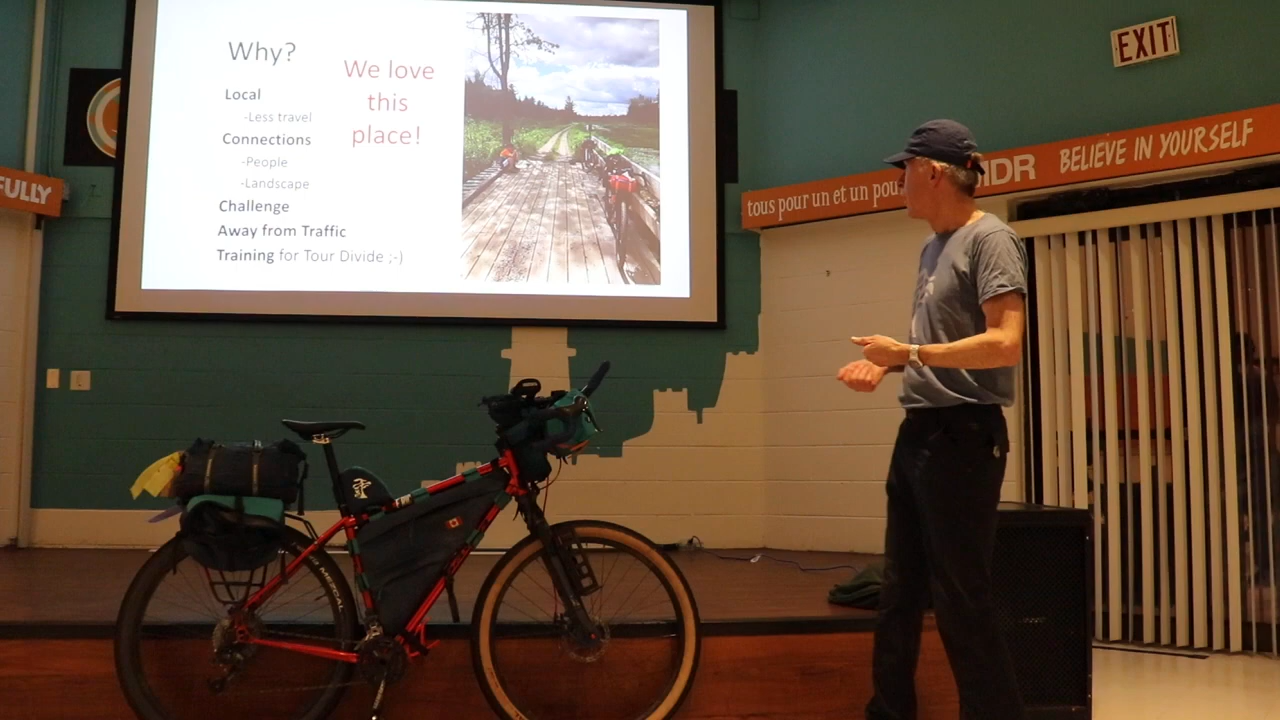 Why?
We love
this
place!
Local
-Less travel
Connections
-People
-Landscape
Challenge
Away from Traffic
Training for Tour Divide ;-)
EXIT
FULLY
tous pour un et un pou
BELIEVE IN YOURSELF
MEZCAL